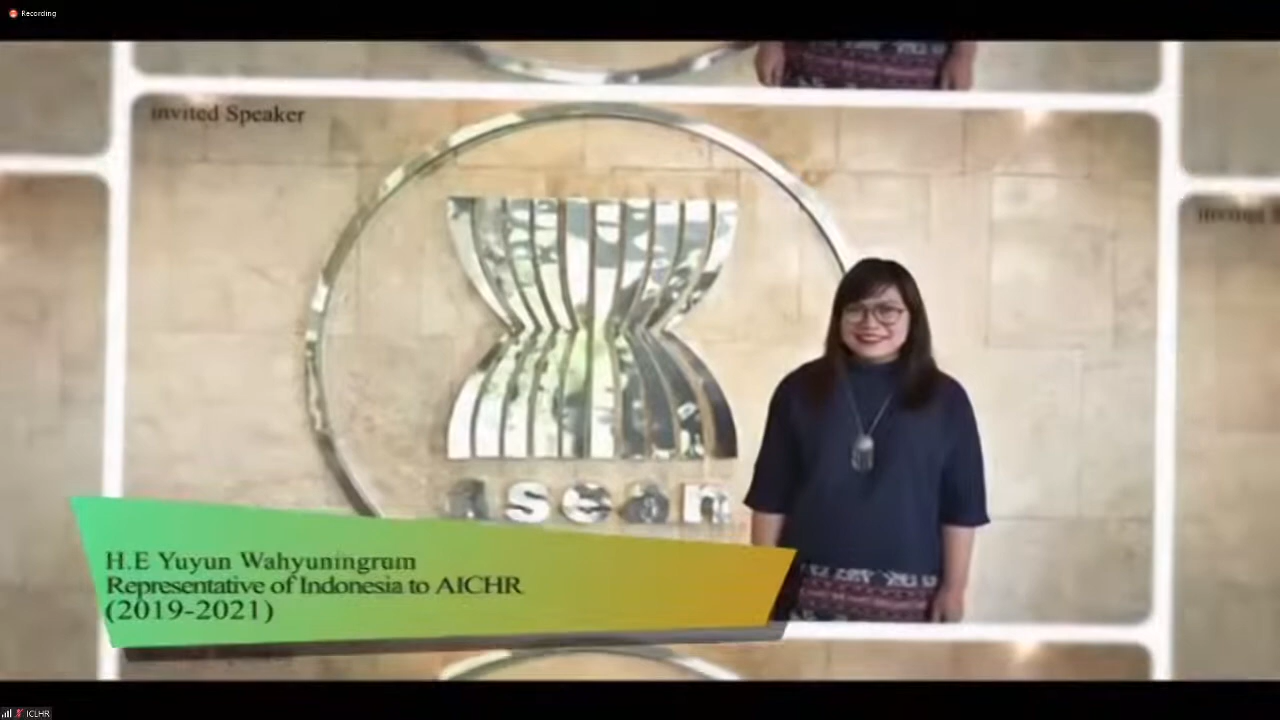 Recording
invited Speaker
asean
H.E Yuyun Wahyuningrum
Representative of Indonesia to AICHR
(2019-2021)
ICLHR